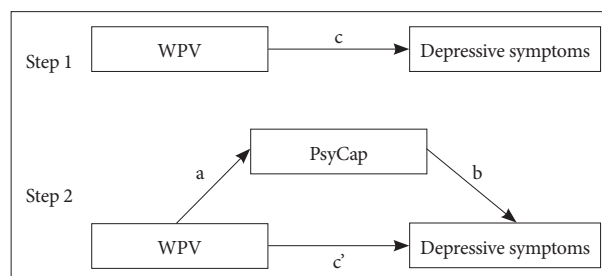 Step 1
WPV
c
Depressive symptoms
PsyCap
a
b
Step 2
WPV
c'
Depressive symptoms